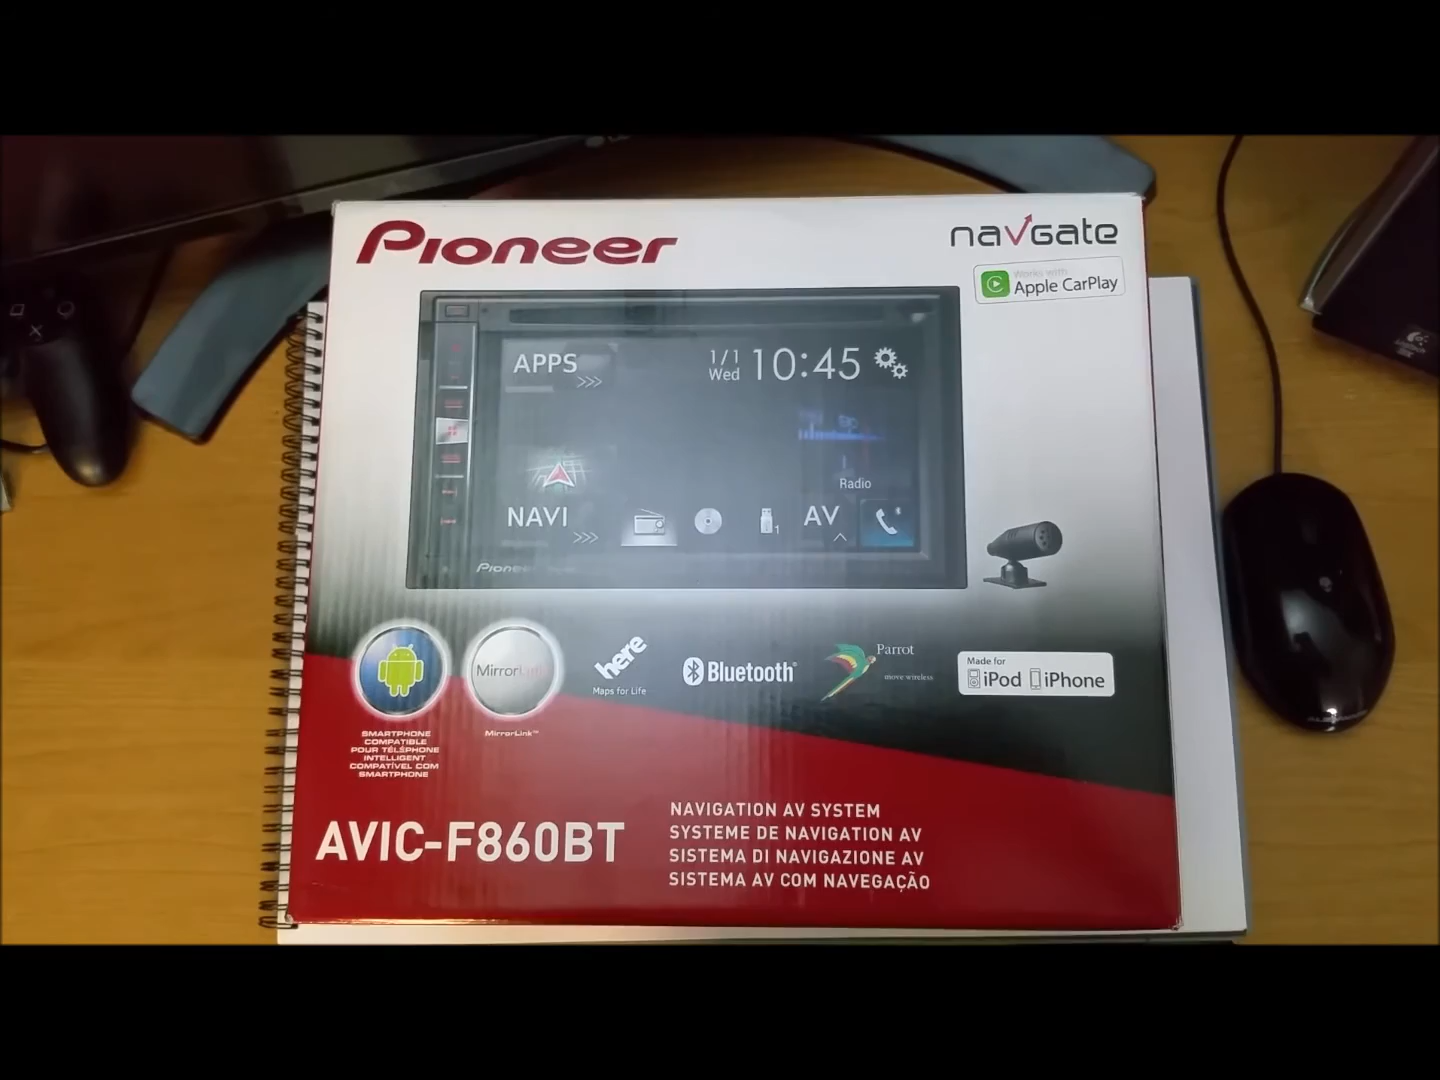 Pioneer
navgate
Works with
Apple CarPlay
APPS
1/1
Wed
10:45
Radio
NAVI
1
AV
Pioneer
MirrorLink
here
Maps for Life
Bluetooth®
Parrot
move wireless
Made for
iPod iPhone
SMARTPHONE
COMPATIBLE
POUR TÉLÉPHONE
INTELLIGENT
COMPATÍVEL COM
SMARTPHONE
MirrorLink™
AVIC-F860BT
NAVIGATION AV SYSTEM
SYSTEME DE NAVIGATION AV
SISTEMA DI NAVIGAZIONE AV
SISTEMA AV COM NAVEGAÇÃO